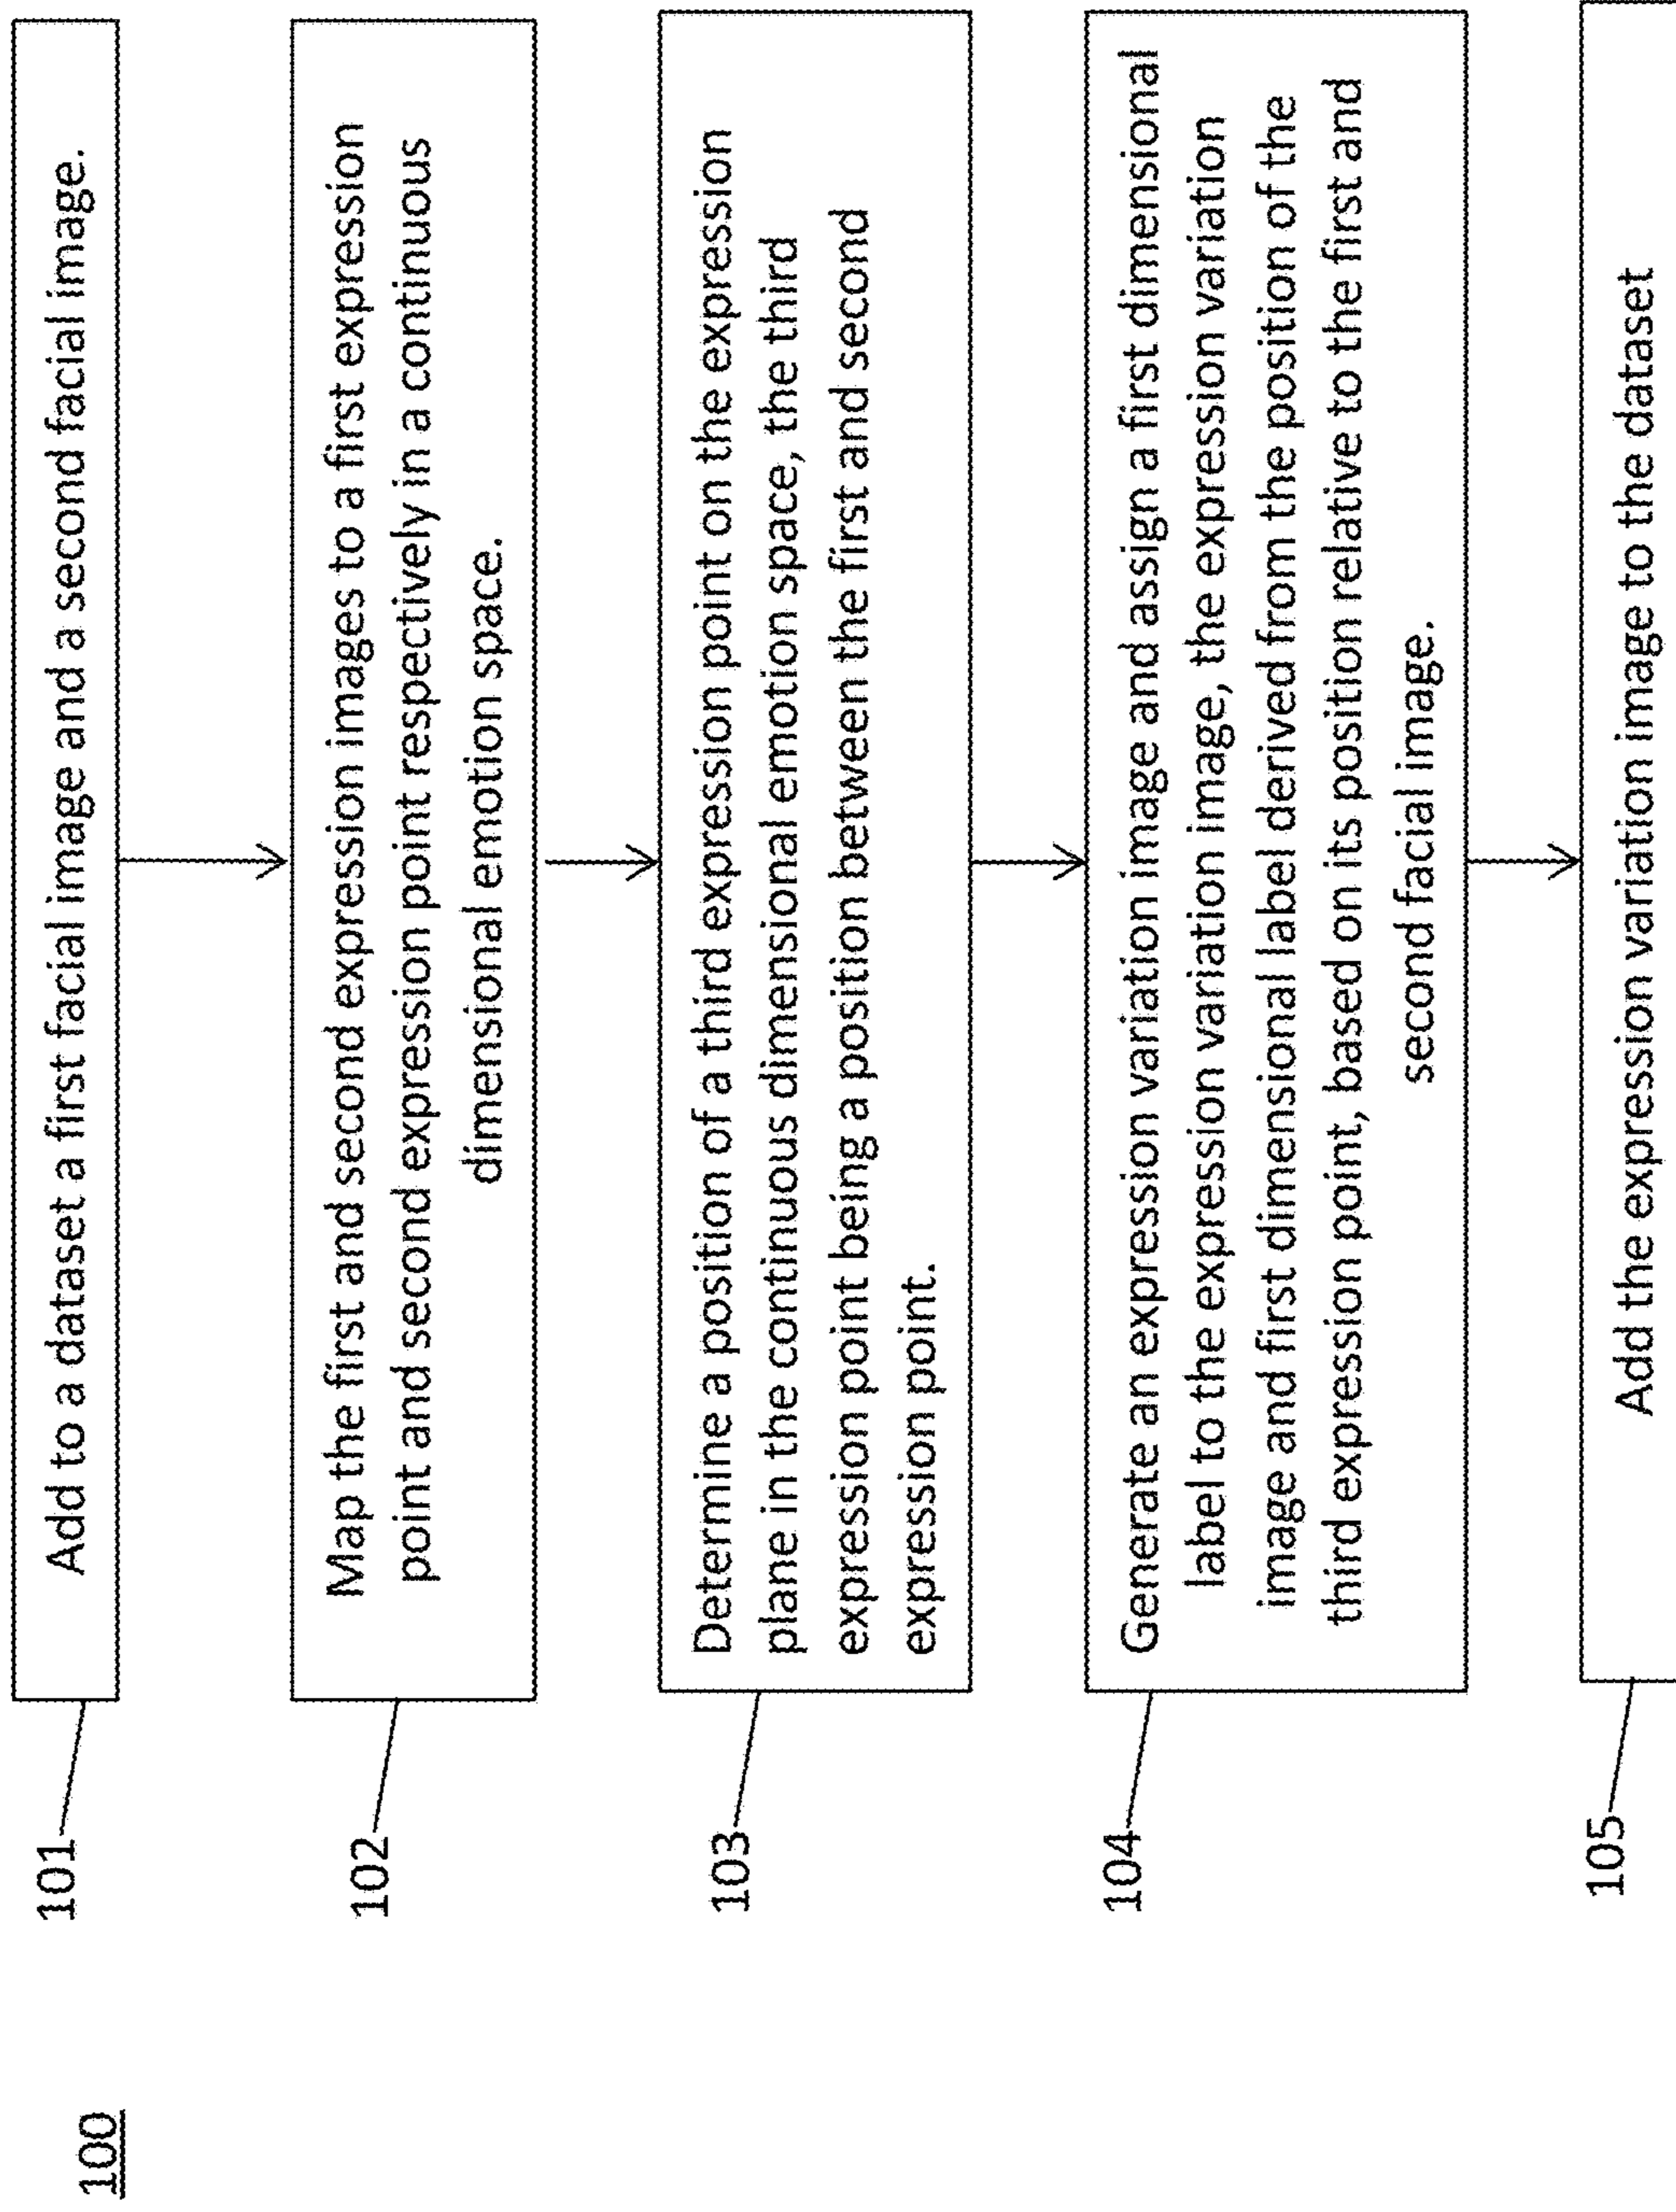 100
101
Add to a dataset a first facial image and a second facial image.
102
Map the first and second expression images to a first expression
point and second expression point respectively in a continuous
dimensional emotion space.
103
Determine a position of a third expression point on the expression
plane in the continuous dimensional emotion space, the third
expression point being a position between the first and second
expression point.
104
Generate an expression variation image and assign a first dimensional
label to the expression variation image, the expression variation
image and first dimensional label derived from the position of the
third expression point, based on its position relative to the first and
second facial image.
105
Add the expression variation image to the dataset